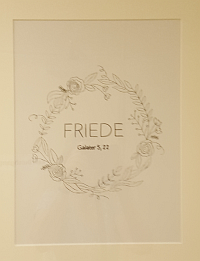 FRIEDE
Galater 5, 22